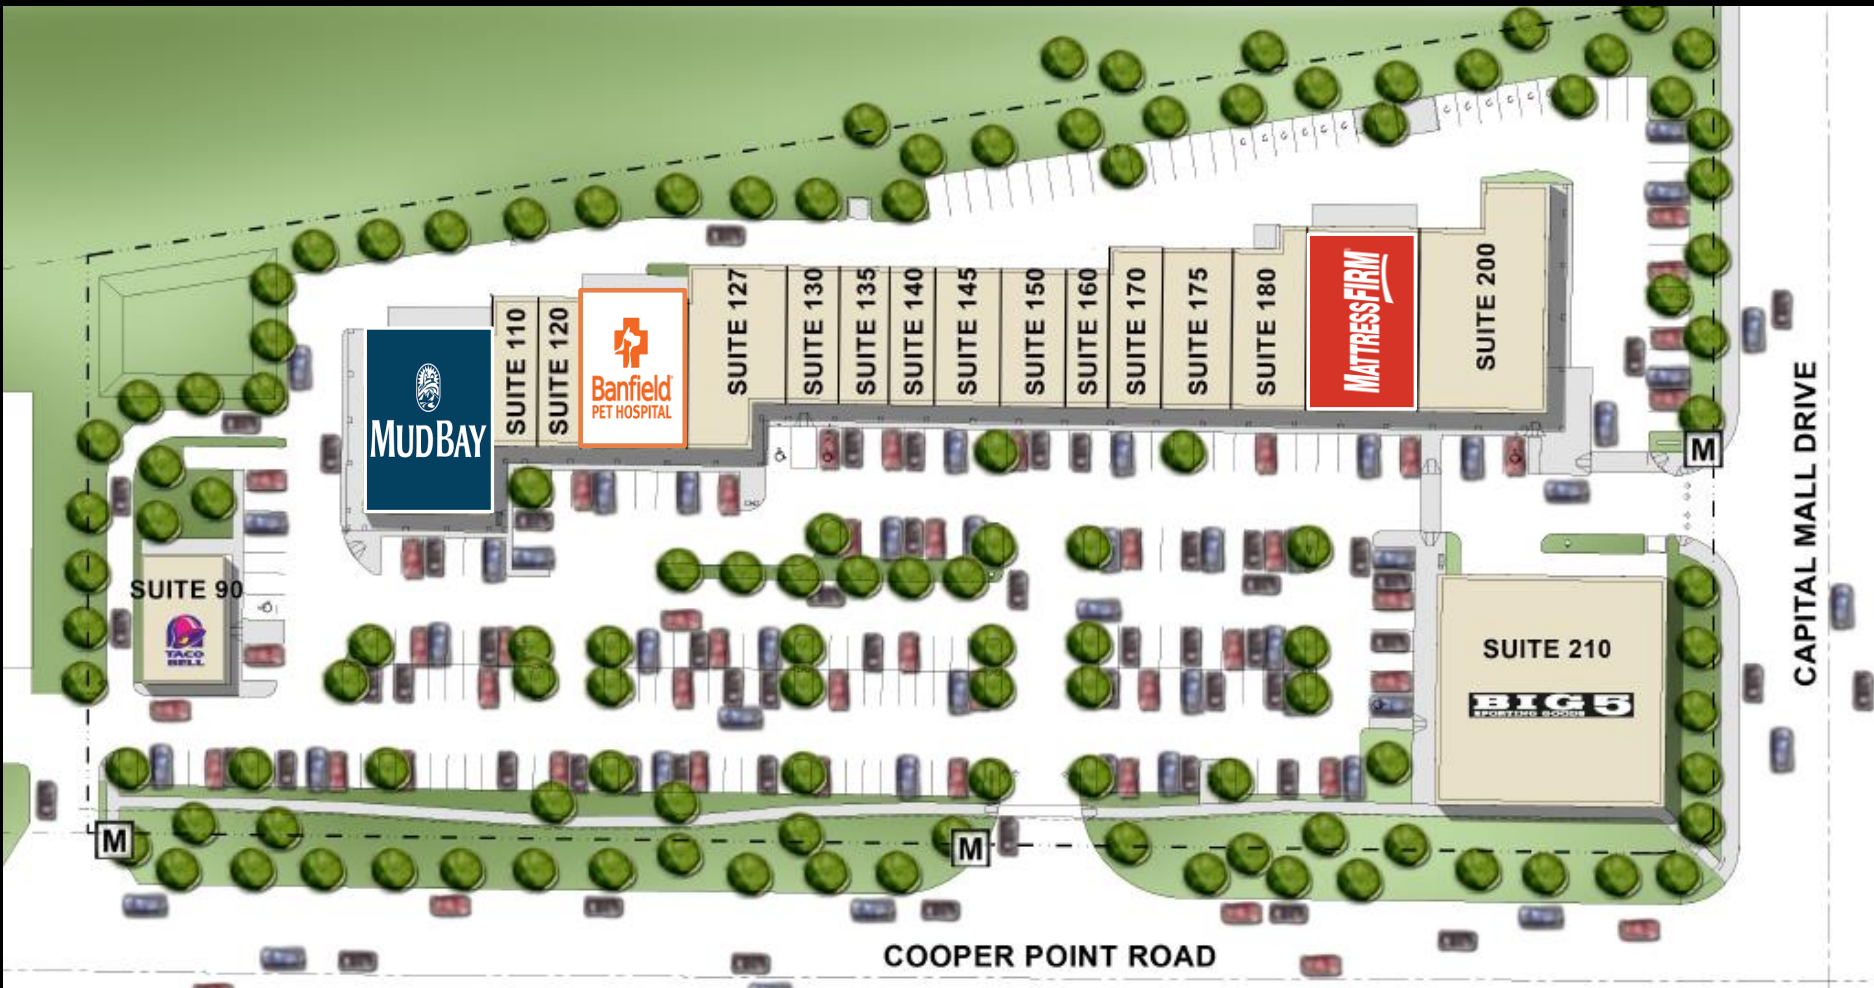 MUD BAY
SUITE 110
SUITE 120
Banfield
PET HOSPITAL
SUITE 127
SUITE 130
SUITE 135
SUITE 140
SUITE 145
SUITE 150
SUITE 160
SUITE 170
SUITE 175
SUITE 180
MATTRESSFIRM
SUITE 200
M
CAPITAL MALL DRIVE
SUITE 90
TACO
BELL
SUITE 210
BIG 5
SPORTING GOODS
M
M
COOPER POINT ROAD